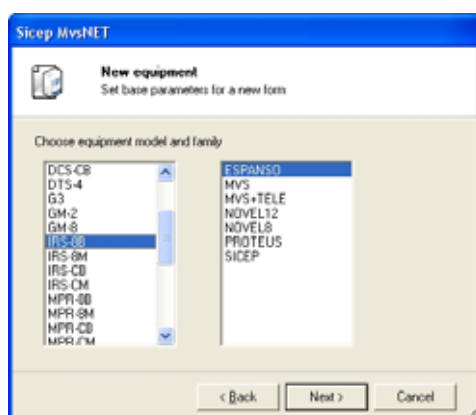 Sicep MvsNET
New equipment
Set base parameters for a new form
Choose equipment model and family
DCS-CB
DTS-4
G3
GM-2
GM-8
IRS-8B
IRS-8M
IRS-CB
IRS-CM
MPR-8B
MPR-8M
MPR-CB
MPR-CM
ESPANSO
MVS
MVS+TELE
NOVEL12
NOVEL8
PROTEUS
SICEP
< Back
Next >
Cancel